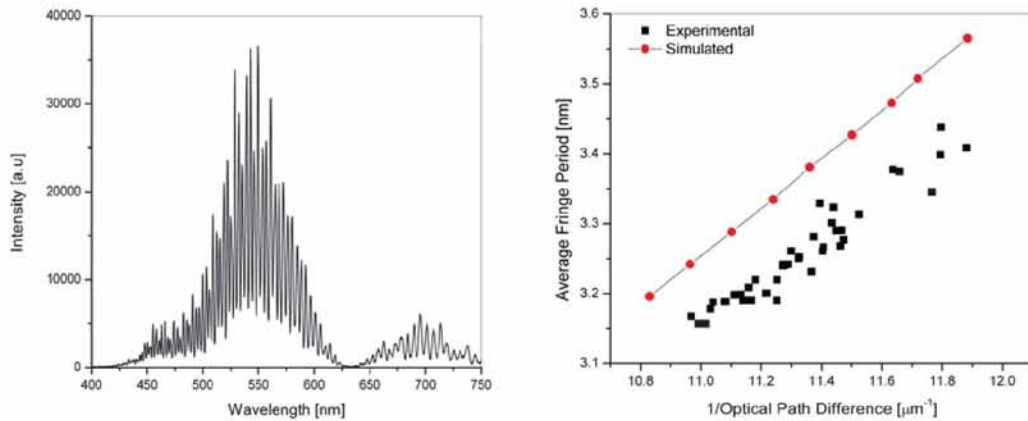 40000
30000
20000
10000
0
Intensity [a.u]
400 450 500 550 600 650 700 750
Wavelength [nm]
3.6
3.5
3.4
3.3
3.2
3.1
Average Fringe Period [nm]
Experimental
Simulated
10.8 11.0 11.2 11.4 11.6 11.8 12.0
1/Optical Path Difference [μm⁻¹]